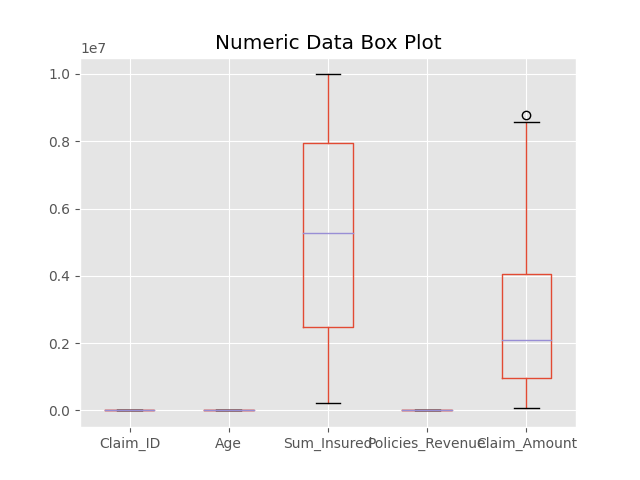 Numeric Data Box Plot
1e7
1.0
0.8
0.6
0.4
0.2
0.0
Claim_ID Age Sum_Insured Policies_Revenue Claim_Amount